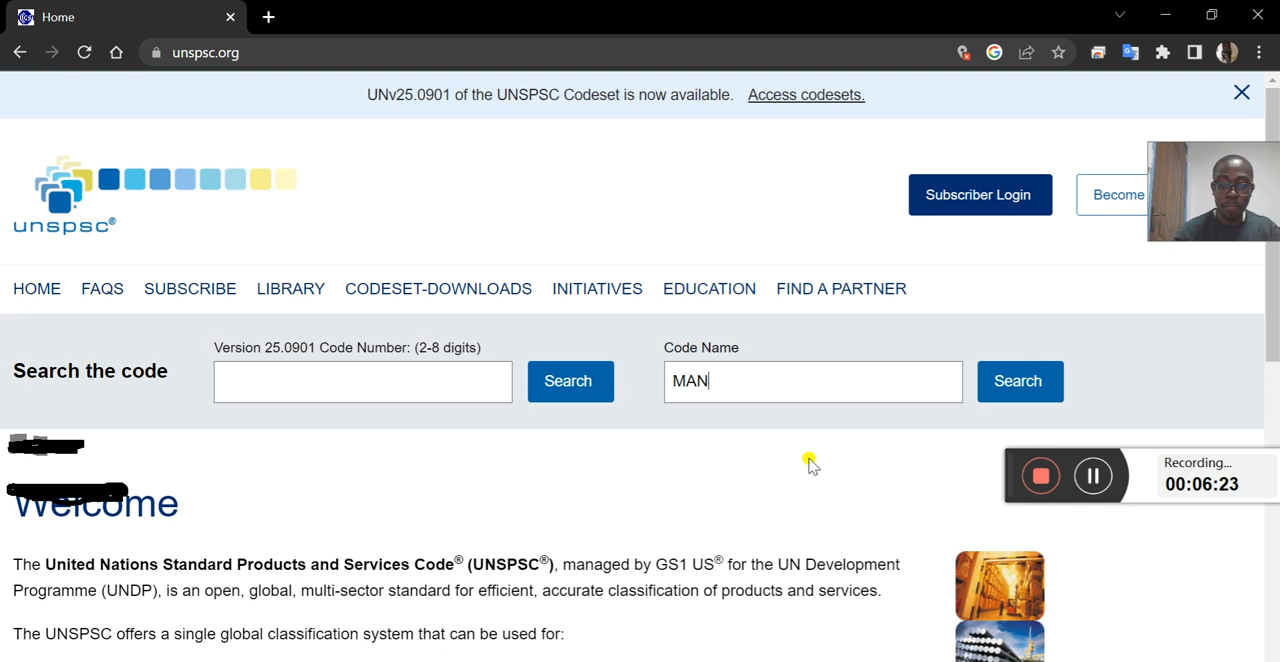 Home
unspsc.org
UNv25.0901 of the UNSPSC Codeset is now available. Access codesets.
unspsc®
Subscriber Login
Become
HOME FAQS SUBSCRIBE LIBRARY CODESET-DOWNLOADS INITIATIVES EDUCATION FIND A PARTNER
Version 25.0901 Code Number: (2-8 digits)
Code Name
Search the code
Search
MAN
Search
Recording...
00:06:23
Welcome
The United Nations Standard Products and Services Code® (UNSPSC®), managed by GS1 US® for the UN Development
Programme (UNDP), is an open, global, multi-sector standard for efficient, accurate classification of products and services.
The UNSPSC offers a single global classification system that can be used for: